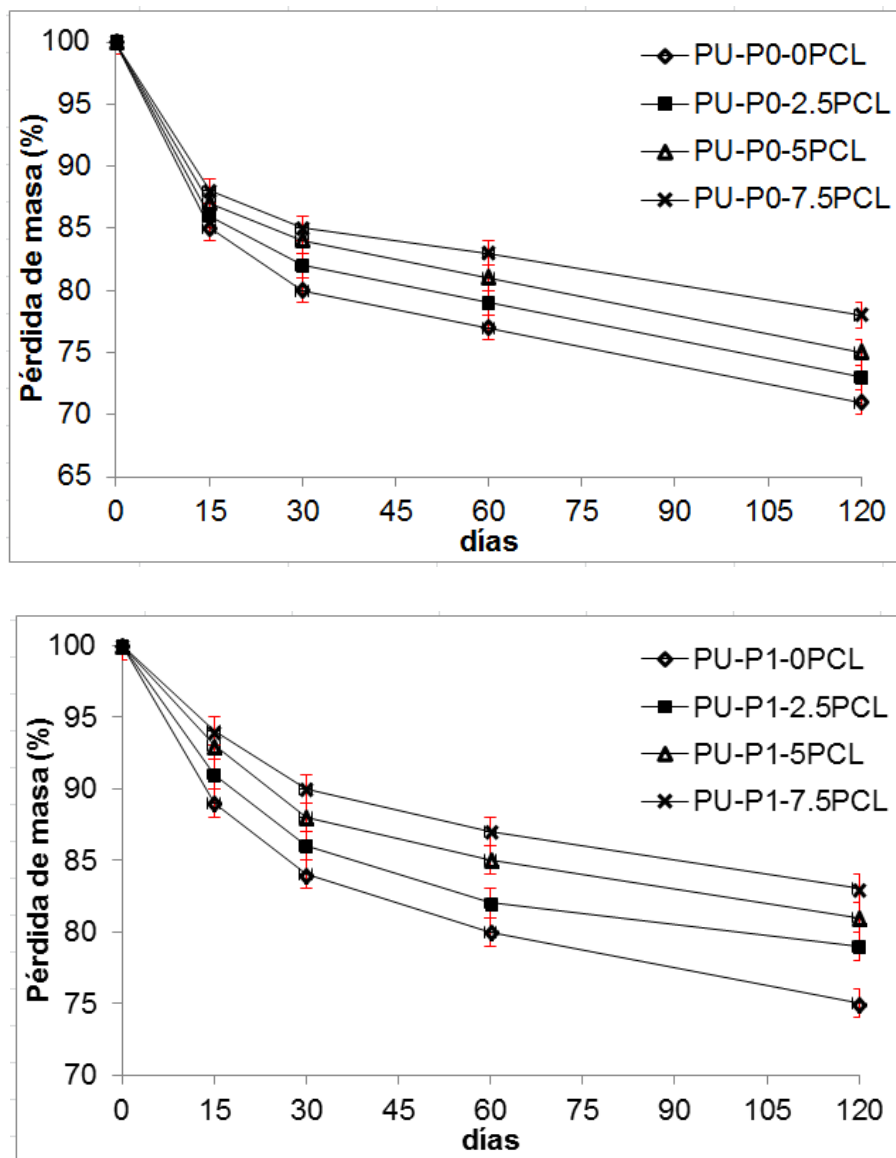 Pérdida de masa (%)
100
95
90
85
80
75
70
65
0 15 30 45 60 75 90 105 120
días
PU-P0-0PCL
PU-P0-2.5PCL
PU-P0-5PCL
PU-P0-7.5PCL
Pérdida de masa (%)
100
95
90
85
80
75
70
0 15 30 45 60 75 90 105 120
días
PU-P1-0PCL
PU-P1-2.5PCL
PU-P1-5PCL
PU-P1-7.5PCL